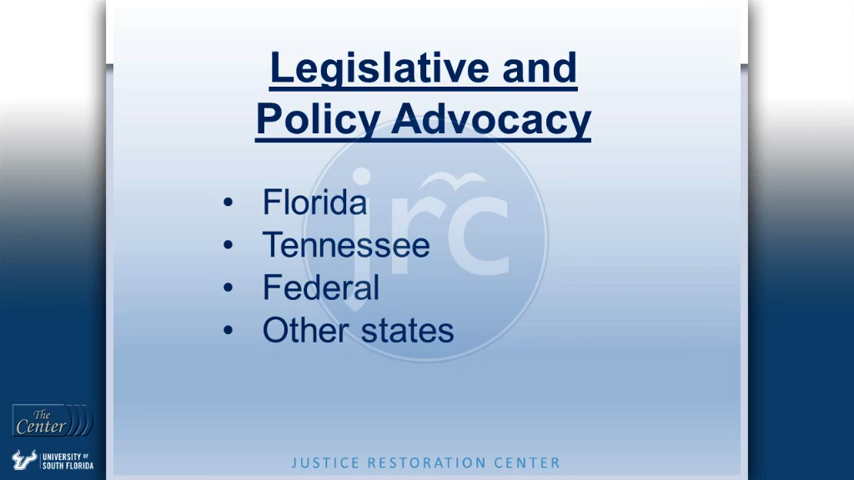 Legislative and
Policy Advocacy
jrc
• Florida
• Tennessee
• Federal
• Other states
The
Center
UNIVERSITY OF
SOUTH FLORIDA
JUSTICE RESTORATION CENTER